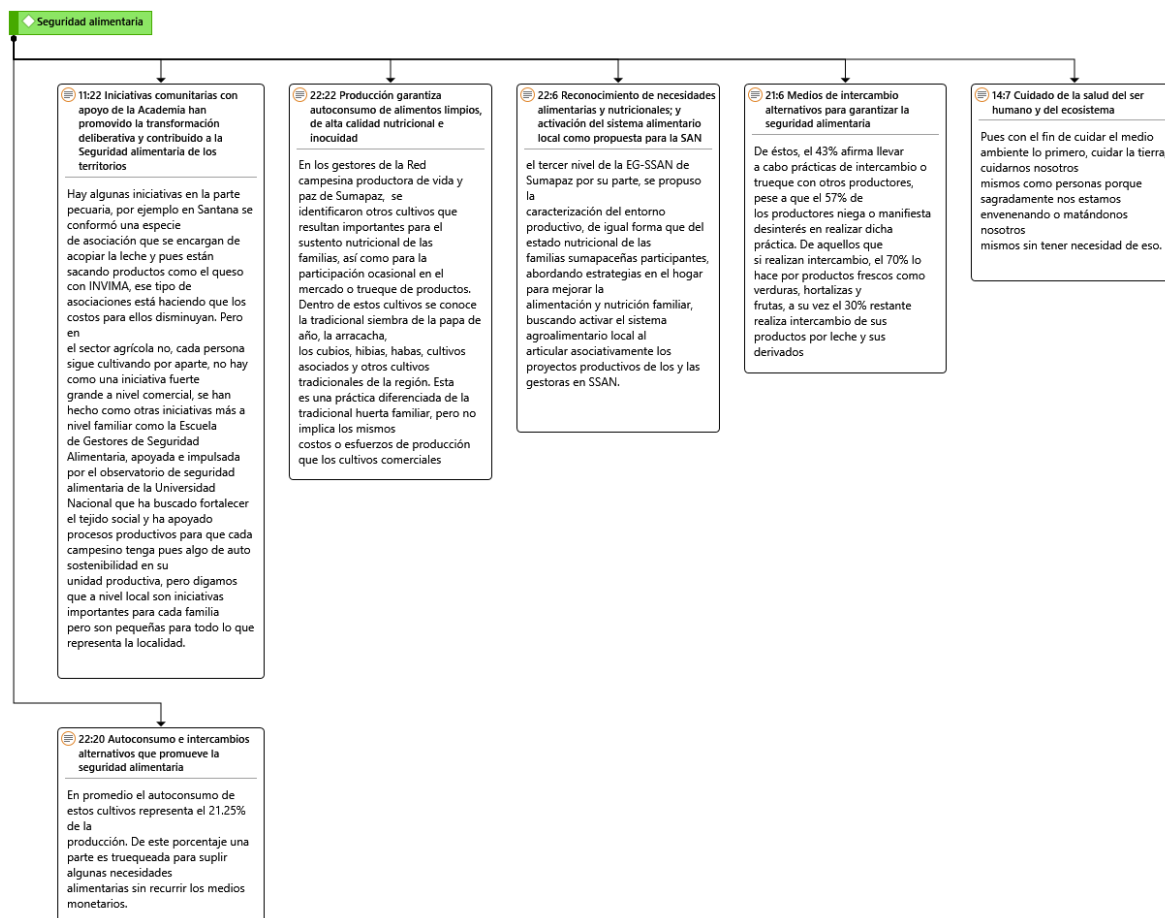 Seguridad alimentaria
11:22 Iniciativas comunitarias con
apoyo de la Academia han
promovido la transformación
deliberativa y contribuido a la
Seguridad alimentaria de los
territorios
Hay algunas iniciativas en la parte
pecuaria, por ejemplo en Santana se
conformó una especie
de asociación que se encargan de
acopiar la leche y pues están
sacando productos como el queso
con INVIMA, ese tipo de
asociaciones está haciendo que los
costos para ellos disminuyan. Pero
en
el sector agrícola no, cada persona
sigue cultivando por aparte, no hay
como una iniciativa fuerte
grande a nivel comercial, se han
hecho como otras iniciativas más a
nivel familiar como la Escuela
de Gestores de Seguridad
Alimentaria, apoyada e impulsada
por el observatorio de seguridad
alimentaria de la Universidad
Nacional que ha buscado fortalecer
el tejido social y ha apoyado
procesos productivos para que cada
campesino tenga pues algo de auto
sostenibilidad en su
unidad productiva, pero digamos
que a nivel local son iniciativas
importantes para cada familia
pero son pequeñas para todo lo que
representa la localidad.
22:22 Producción garantiza
autoconsumo de alimentos limpios,
de alta calidad nutricional e
inocuidad
En los gestores de la Red
campesina productora de vida y
paz de Sumapaz, se
identificaron otros cultivos que
resultan importantes para el
sustento nutricional de las
familias, así como para la
participación ocasional en el
mercado o trueque de productos.
Dentro de estos cultivos se conoce
la tradicional siembra de la papa de
año, la arracacha,
los cubios, hibias, habas, cultivos
asociados y otros cultivos
tradicionales de la región. Esta
es una práctica diferenciada de la
tradicional huerta familiar, pero no
implica los mismos
costos o esfuerzos de producción
que los cultivos comerciales
22:6 Reconocimiento de necesidades
alimentarias y nutricionales; y
activación del sistema alimentario
local como propuesta para la SAN
el tercer nivel de la EG-SSAN de
Sumapaz por su parte, se propuso
la
caracterización del entorno
productivo, de igual forma que del
estado nutricional de las
familias sumapaceñas participantes,
abordando estrategias en el hogar
para mejorar la
alimentación y nutrición familiar,
buscando activar el sistema
agroalimentario local al
articular asociativamente los
proyectos productivos de los y las
gestoras en SSAN.
21:6 Medios de intercambio
alternativos para garantizar la
seguridad alimentaria
De éstos, el 43% afirma llevar
a cabo prácticas de intercambio o
trueque con otros productores,
pese a que el 57% de
los productores niega o manifiesta
desinterés en realizar dicha
práctica. De aquellos que
si realizan intercambio, el 70% lo
hace por productos frescos como
verduras, hortalizas y
frutas, a su vez el 30% restante
realiza intercambio de sus
productos por leche y sus
derivados
14:7 Cuidado de la salud del ser
humano y del ecosistema
Pues con el fin de cuidar el medio
ambiente lo primero, cuidar la tierra,
cuidarnos nosotros
mismos como personas porque
sagradamente nos estamos
envenenando o matándonos
nosotros
mismos sin tener necesidad de eso.
22:20 Autoconsumo e intercambios
alternativos que promueve la
seguridad alimentaria
En promedio el autoconsumo de
estos cultivos representa el 21.25%
de la
producción. De este porcentaje una
parte es truequeada para suplir
algunas necesidades
alimentarias sin recurrir los medios
monetarios.